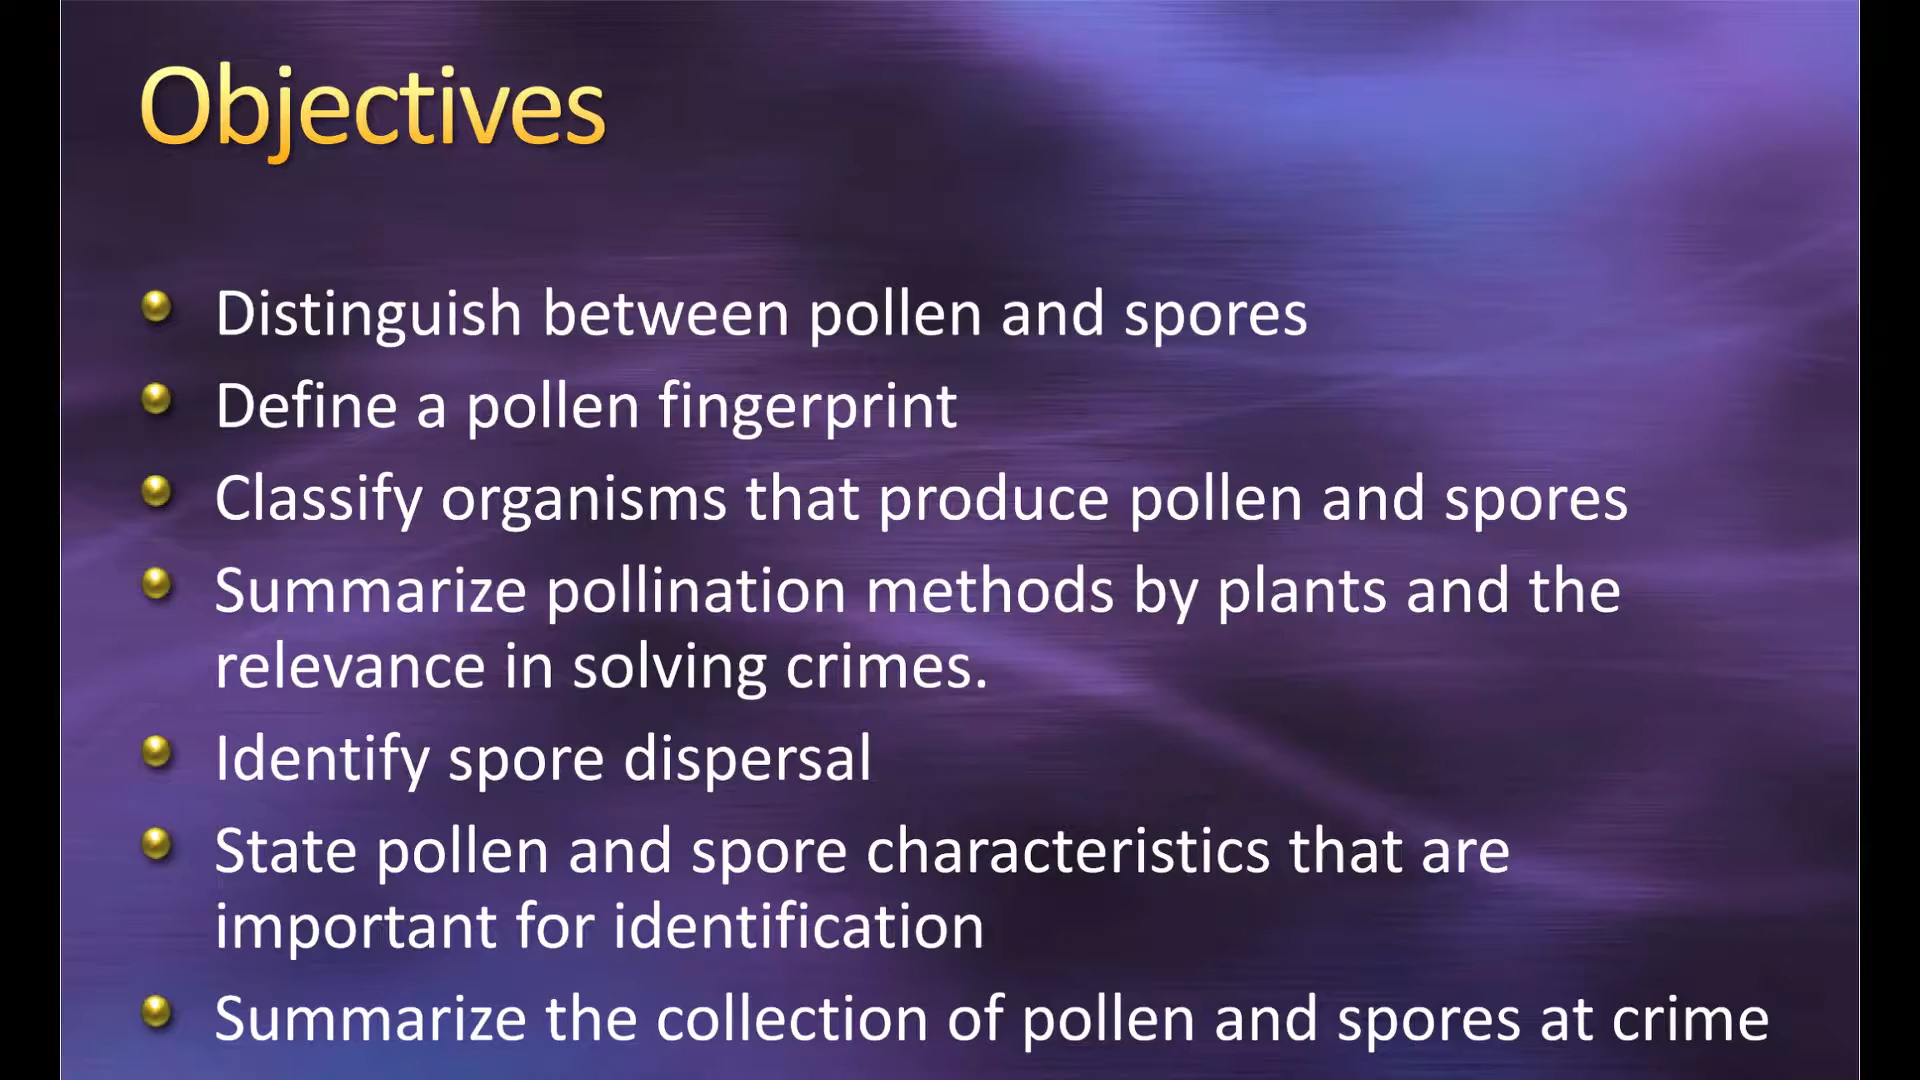 Objectives
Distinguish between pollen and spores
Define a pollen fingerprint
Classify organisms that produce pollen and spores
Summarize pollination methods by plants and the
relevance in solving crimes.
Identify spore dispersal
State pollen and spore characteristics that are
important for identification
Summarize the collection of pollen and spores at crime